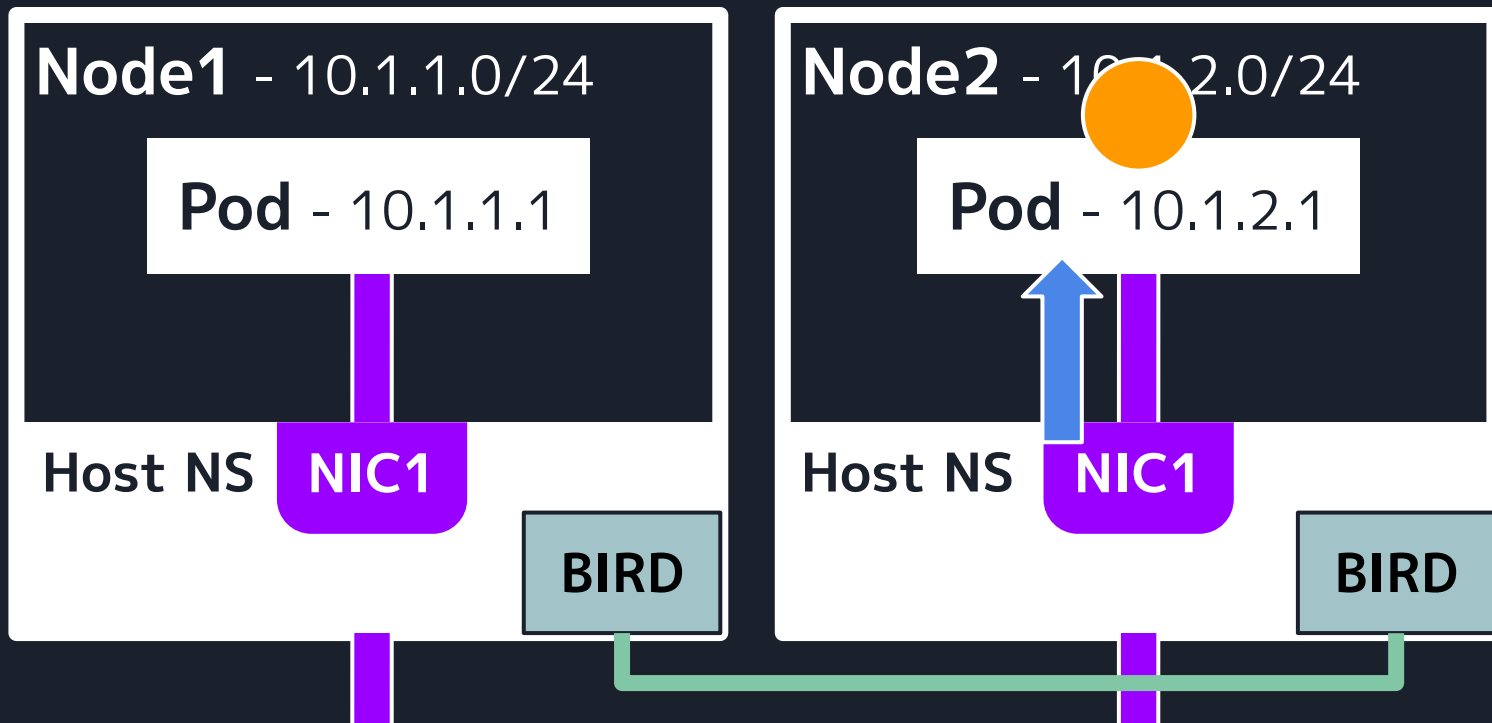 Node1 - 10.1.1.0/24
Pod - 10.1.1.1
Host NS
NIC1
BIRD
Node2 - 2.0/24
Pod - 10.1.2.1
Host NS
NIC1
BIRD